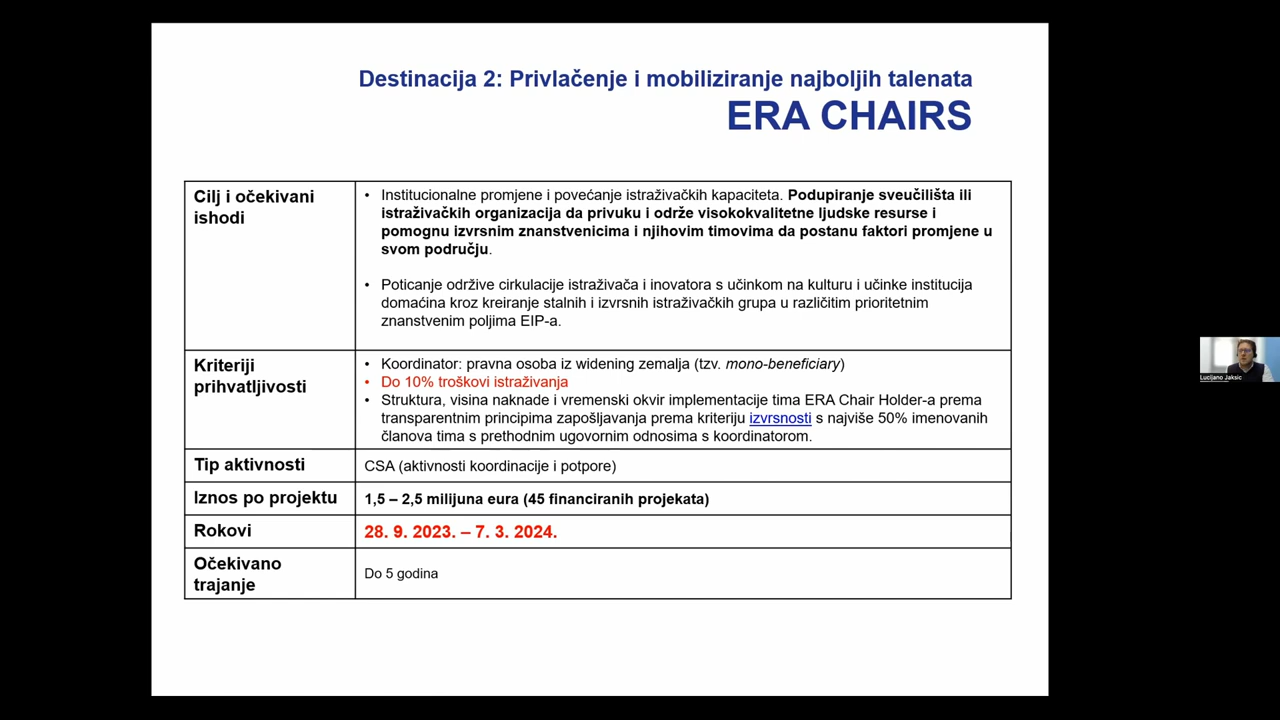 Destinacija 2: Privlačenje i mobiliziranje najboljih talenata
ERA CHAIRS
Cilj i očekivani
ishodi
• Institucionalne promjene i povećanje istraživačkih kapaciteta. Podupiranje sveučilišta ili
istraživačkih organizacija da privuku i održe visokokvalitetne ljudske resurse i
pomognu izvrsnim znanstvenicima i njihovim timovima da postanu faktori promjene u
svom području.
• Poticanje održive cirkulacije istraživača i inovatora s učinkom na kulturu i učinke institucija
domaćina kroz kreiranje stalnih i izvrsnih istraživačkih grupa u različitim prioritetnim
znanstvenim poljima EIP-a.
Kriteriji
prihvatljivosti
• Koordinator: pravna osoba iz widening zemalja (tzv. mono-beneficiary)
• Do 10% troškovi istraživanja
• Struktura, visina naknade i vremenski okvir implementacije tima ERA Chair Holder-a prema
transparentnim principima zapošljavanja prema kriteriju izvrsnosti s najviše 50% imenovanih
članova tima s prethodnim ugovornim odnosima s koordinatorom.
Tip aktivnosti
CSA (aktivnosti koordinacije i potpore)
Iznos po projektu
1,5 – 2,5 milijuna eura (45 financiranih projekata)
Rokovi
28. 9. 2023. – 7. 3. 2024.
Očekivano
trajanje
Do 5 godina
Lucijano Jaksic